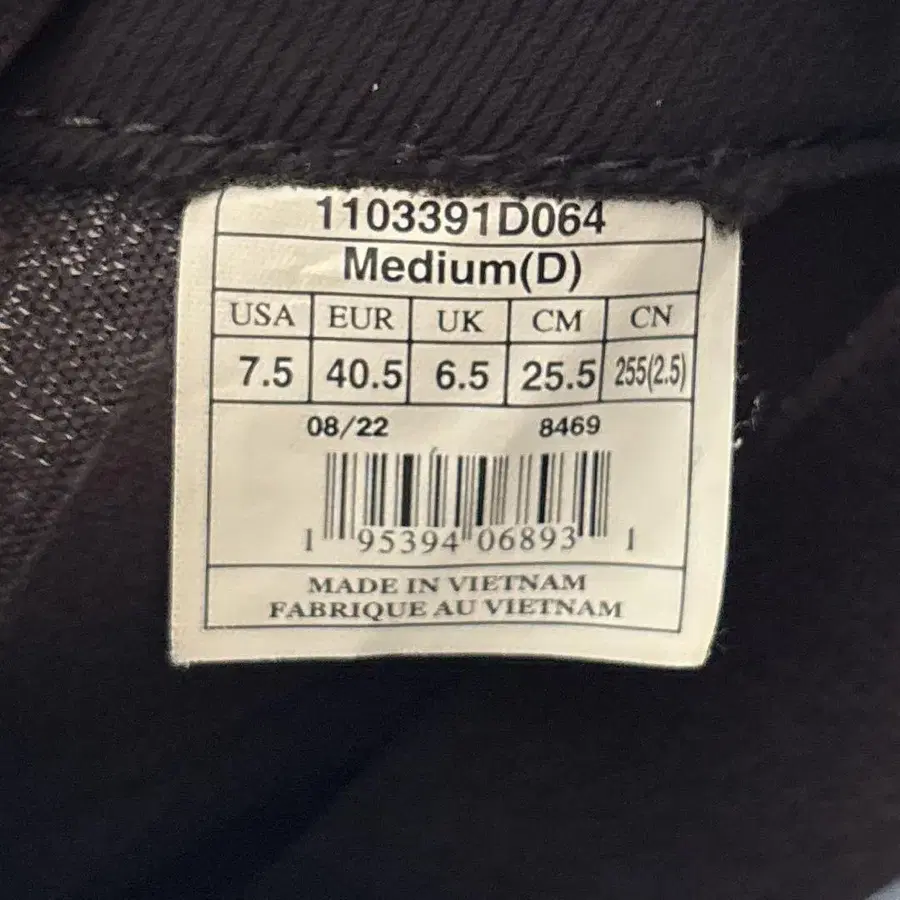 1103391D064
Medium(D)
USA EUR UK CM CN
7.5 40.5 6.5 25.5 255(2.5)
08/22 8469
1 95394 06893 1
MADE IN VIETNAM
FABRIQUE AU VIETNAM